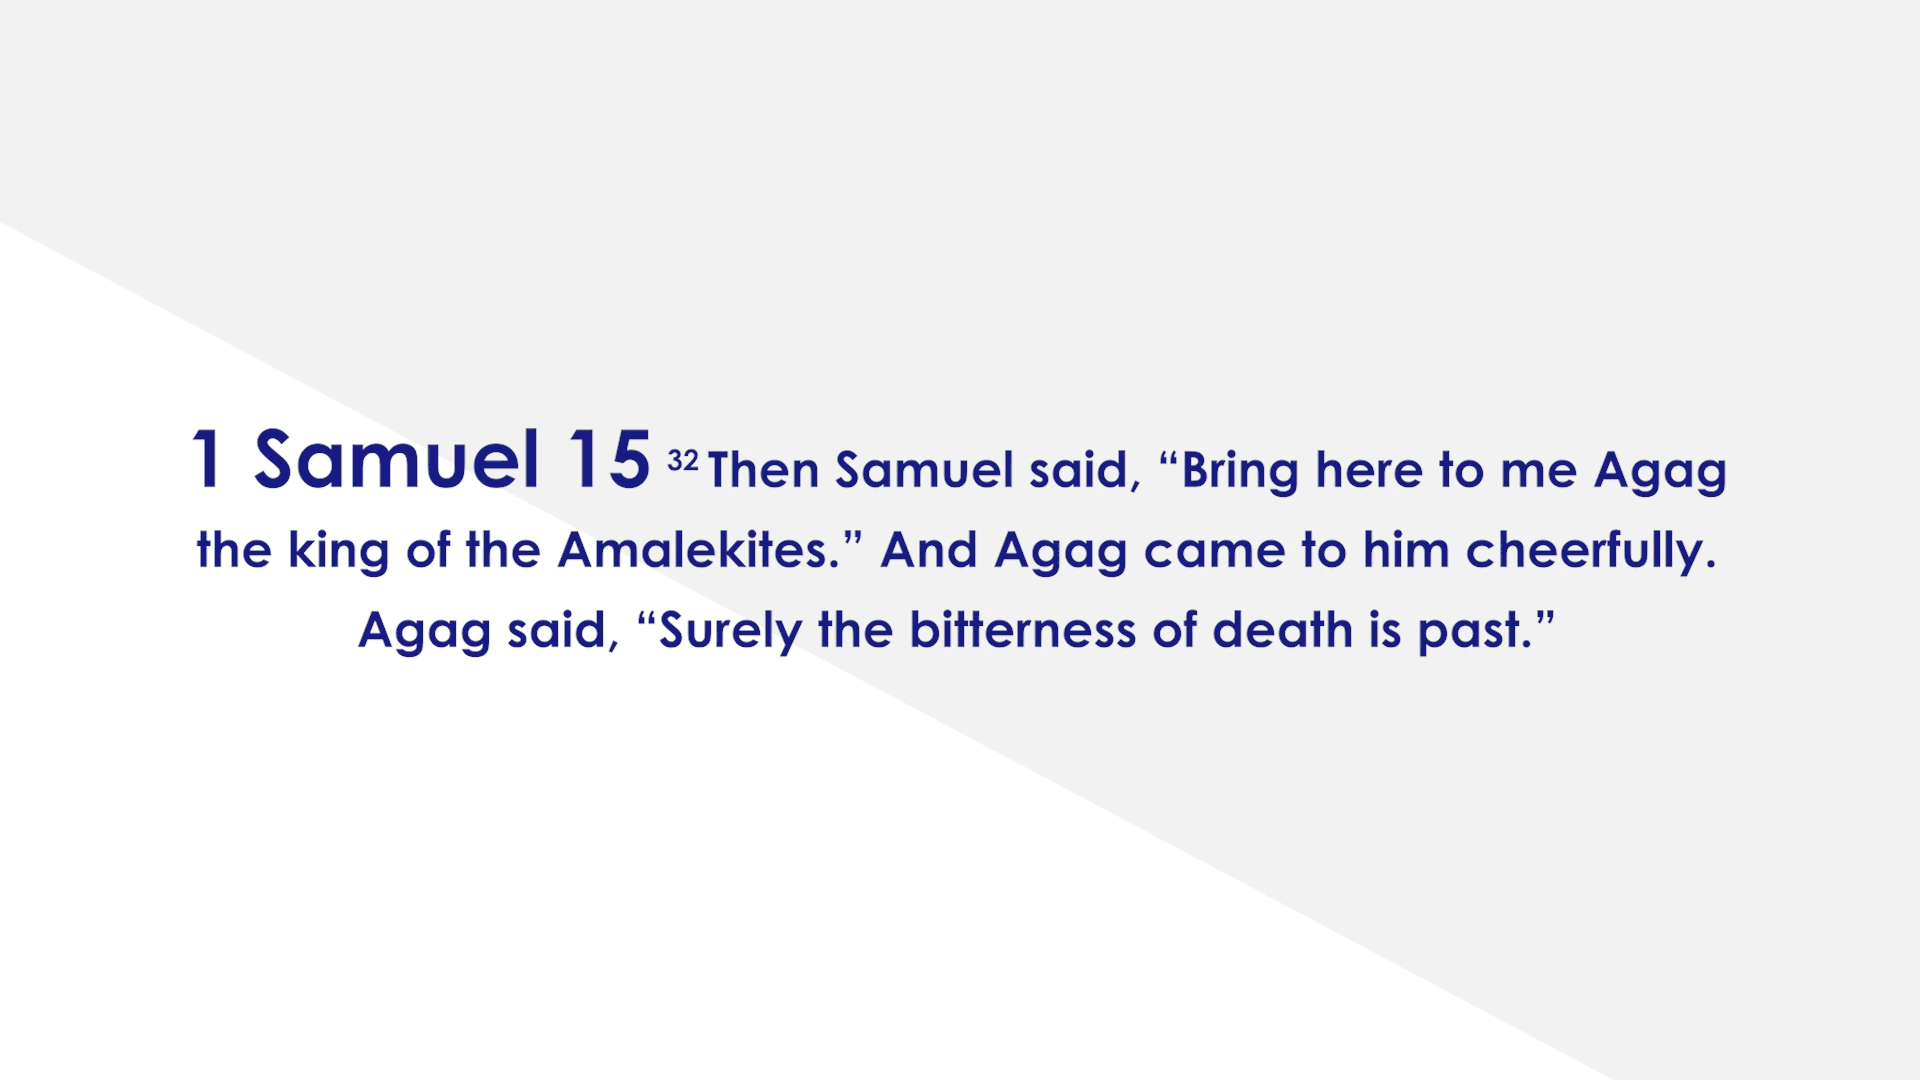 1 Samuel 15 32 Then Samuel said, “Bring here to me Agag
the king of the Amalekites.” And Agag came to him cheerfully.
Agag said, “Surely the bitterness of death is past.”